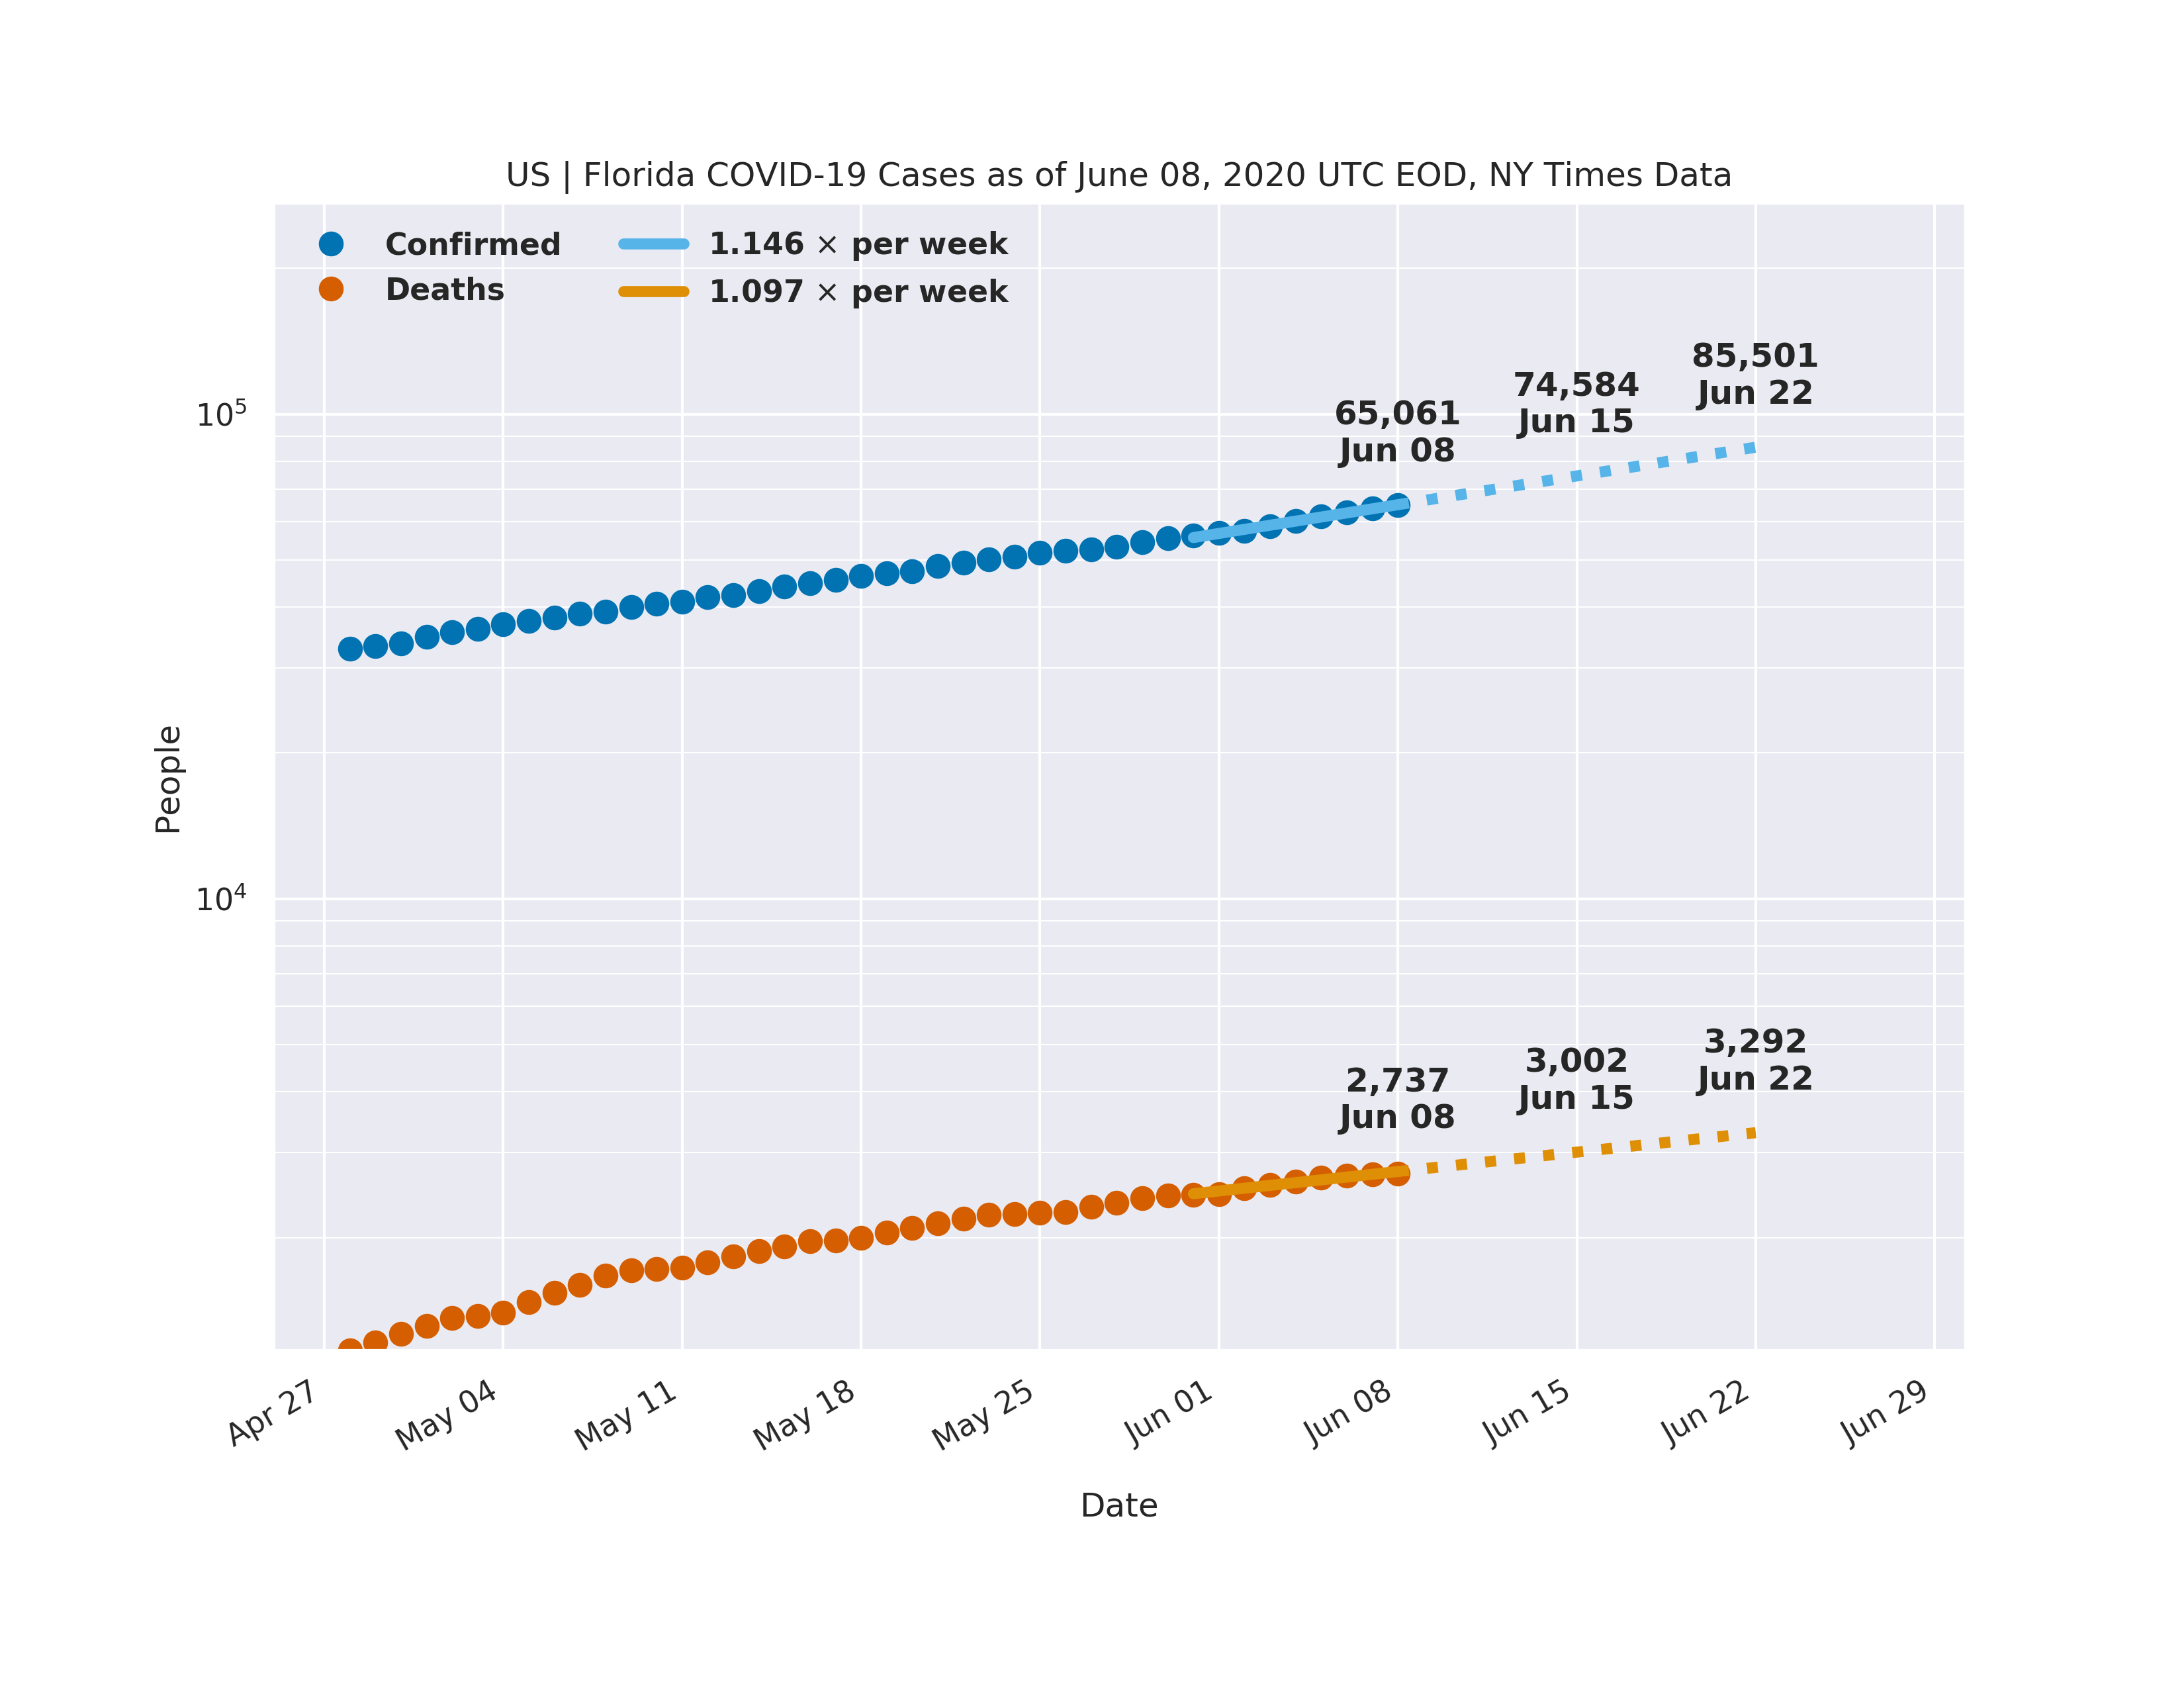 US | Florida COVID-19 Cases as of June 08, 2020 UTC EOD, NY Times Data
Confirmed
Deaths
1.146 × per week
1.097 × per week
85,501
Jun 22
74,584
Jun 15
65,061
Jun 08
10⁵
10⁴
People
3,292
Jun 22
3,002
Jun 15
2,737
Jun 08
Apr 27
May 04
May 11
May 18
May 25
Jun 01
Jun 08
Jun 15
Jun 22
Jun 29
Date